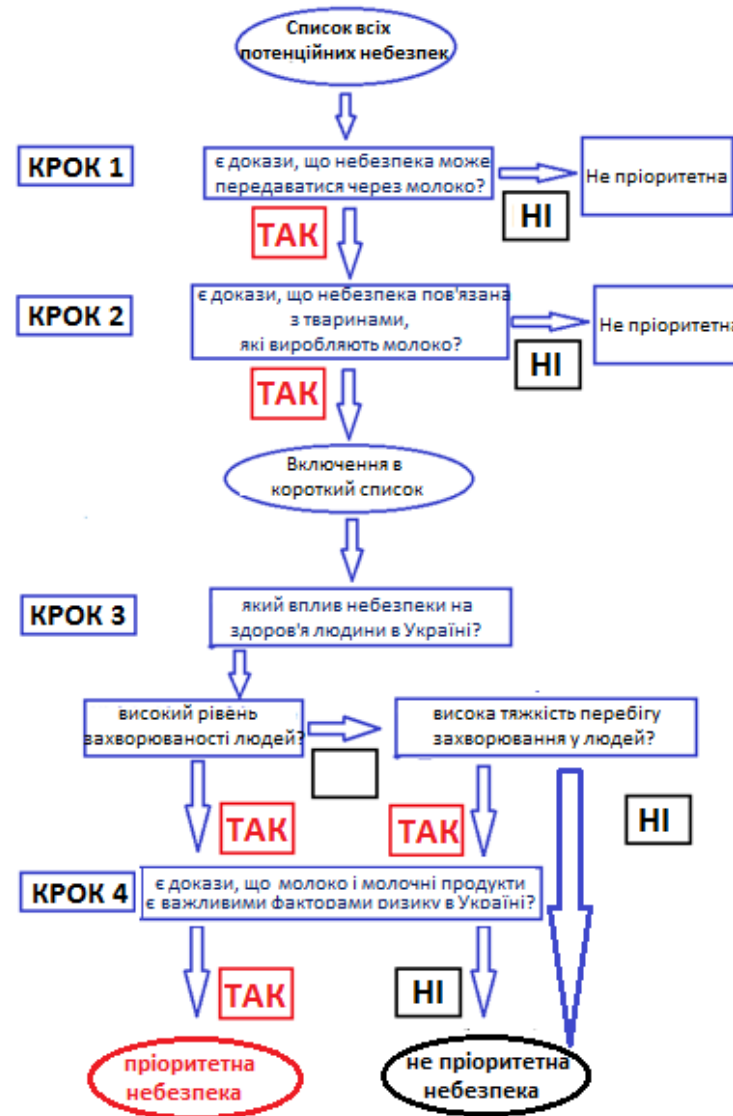 Список всіх
потенційних небезпек
КРОК 1
є докази, що небезпека може
передаватися через молоко?
Не пріоритетна
НІ
ТАК
КРОК 2
є докази, що небезпека пов'язана
з тваринами,
які виробляють молоко?
Не пріоритетна
НІ
ТАК
Включення в
короткий список
КРОК 3
який вплив небезпеки на
здоров'я людини в Україні?
високий рівень
захворюваності людей?
висока тяжкість перебігу
захворювання у людей?
ТАК
ТАК
НІ
КРОК 4
є докази, що молоко і молочні продукти
є важливими факторами ризику в Україні?
ТАК
НІ
пріоритетна
небезпека
не пріоритетна
небезпека